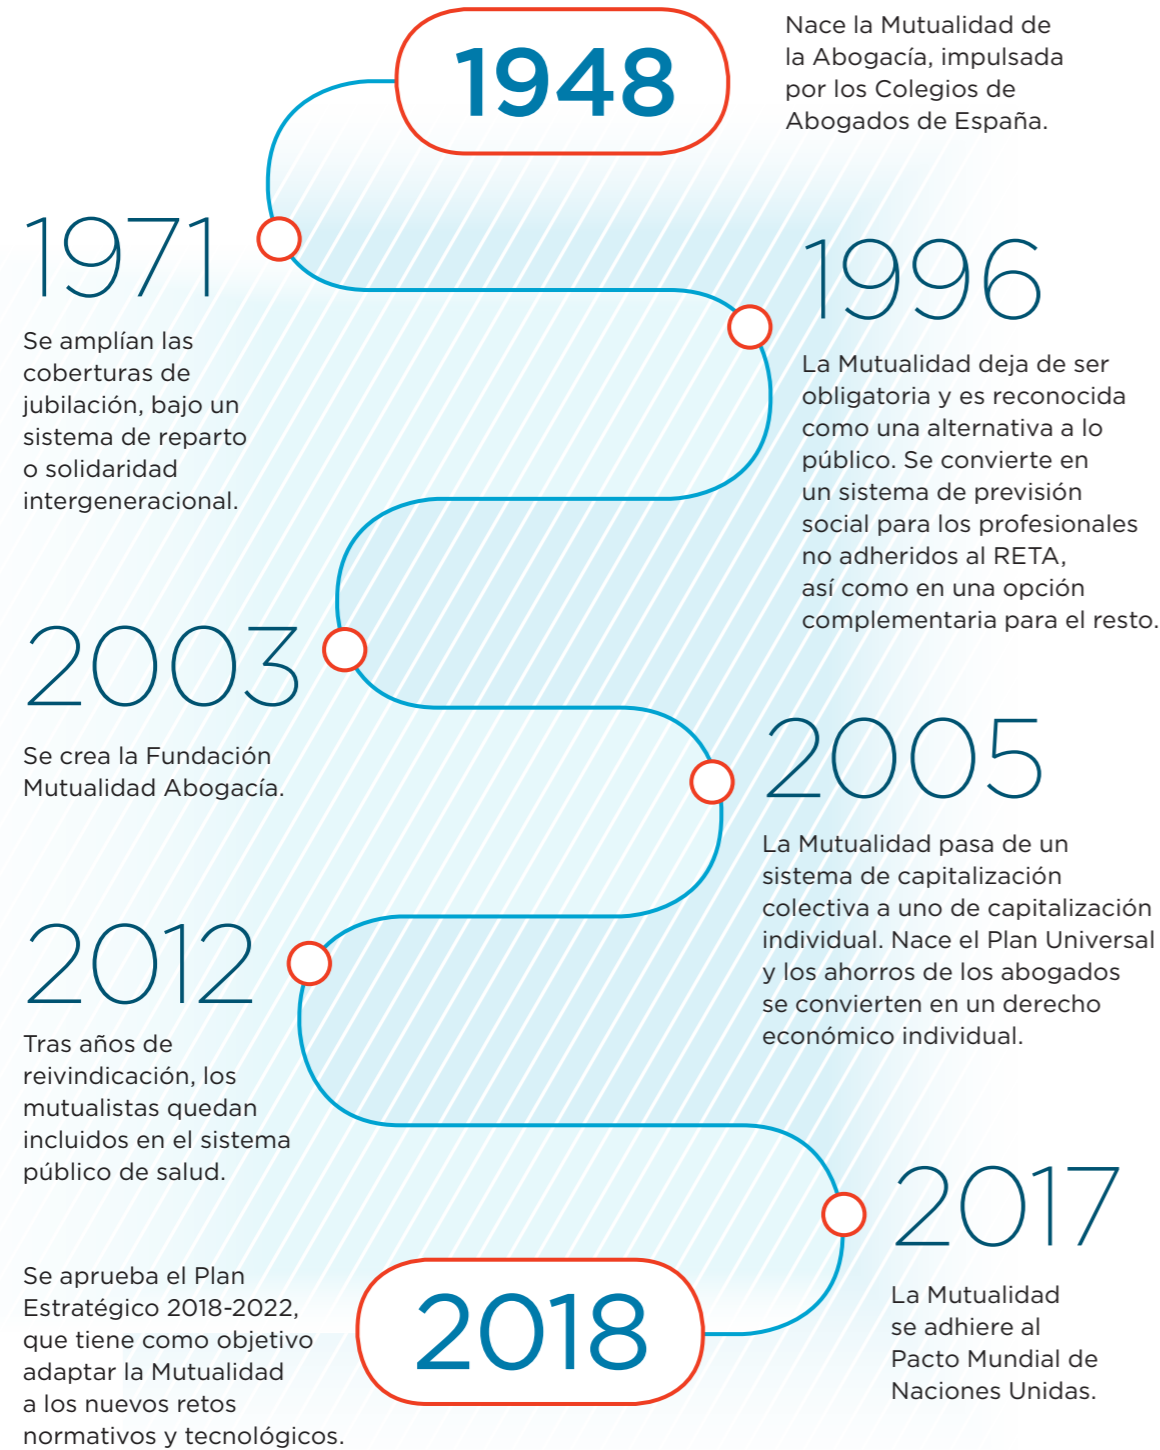 1948
Nace la Mutualidad de
la Abogacía, impulsada
por los Colegios de
Abogados de España.
1971
Se amplían las
coberturas de
jubilación, bajo un
sistema de reparto
o solidaridad
intergeneracional.
1996
La Mutualidad deja de ser
obligatoria y es reconocida
como una alternativa a lo
público. Se convierte en
un sistema de previsión
social para los profesionales
no adheridos al RETA,
así como en una opción
complementaria para el resto.
2003
Se crea la Fundación
Mutualidad Abogacía.
2005
La Mutualidad pasa de un
sistema de capitalización
colectiva a uno de capitalización
individual. Nace el Plan Universal
y los ahorros de los abogados
se convierten en un derecho
económico individual.
2012
Tras años de
reivindicación, los
mutualistas quedan
incluidos en el sistema
público de salud.
2017
La Mutualidad
se adhiere al
Pacto Mundial de
Naciones Unidas.
2018
Se aprueba el Plan
Estratégico 2018-2022,
que tiene como objetivo
adaptar la Mutualidad
a los nuevos retos
normativos y tecnológicos.